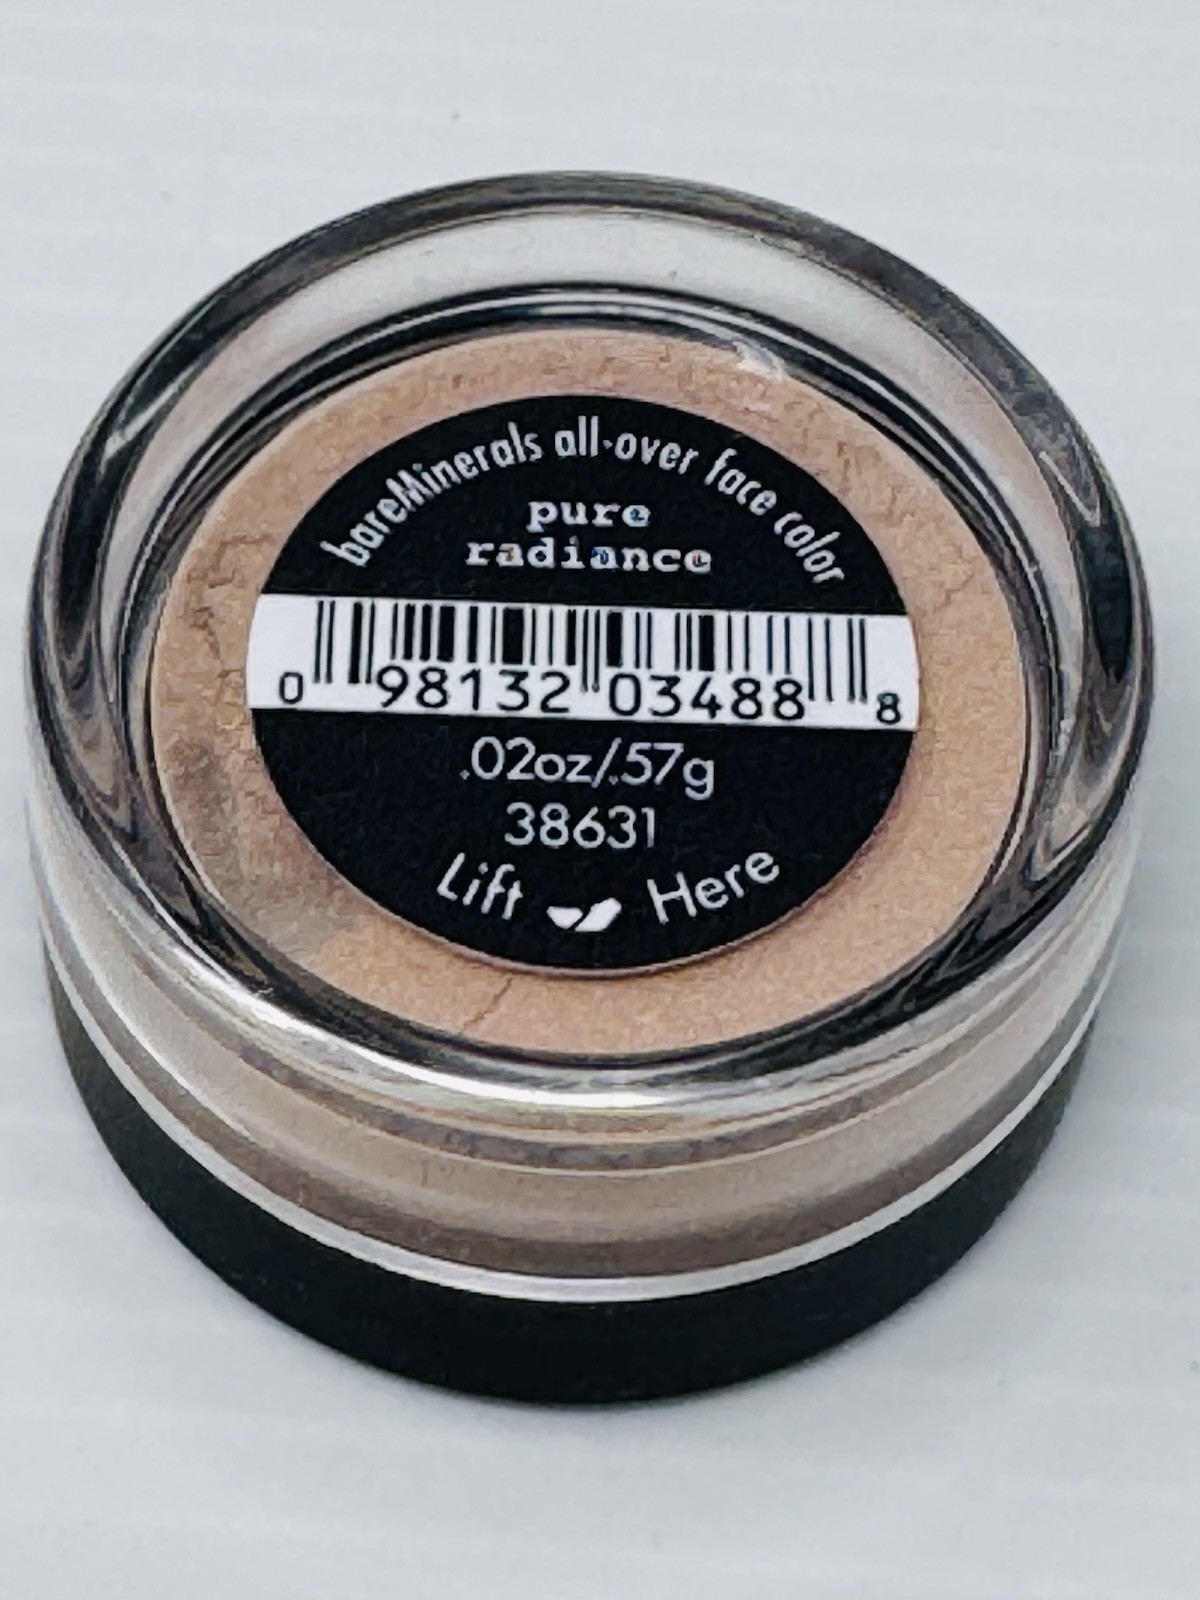 bareMinerals all-over face color
pure
radiance
0 98132 03488 8
.02oz/.57g
38631
Lift Here